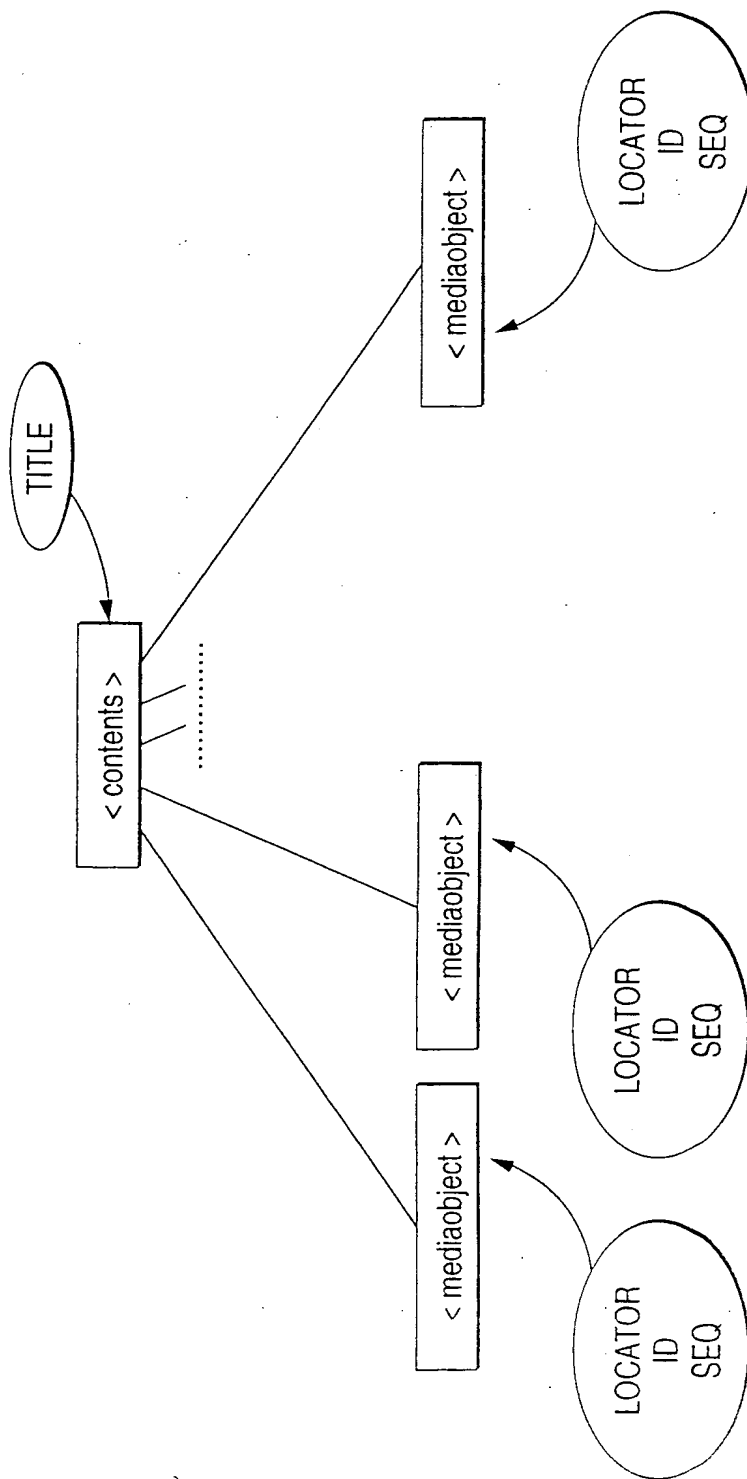 TITLE
< contents >
..........
< mediaobject >
< mediaobject >
< mediaobject >
LOCATOR
ID
SEQ
LOCATOR
ID
SEQ
LOCATOR
ID
SEQ